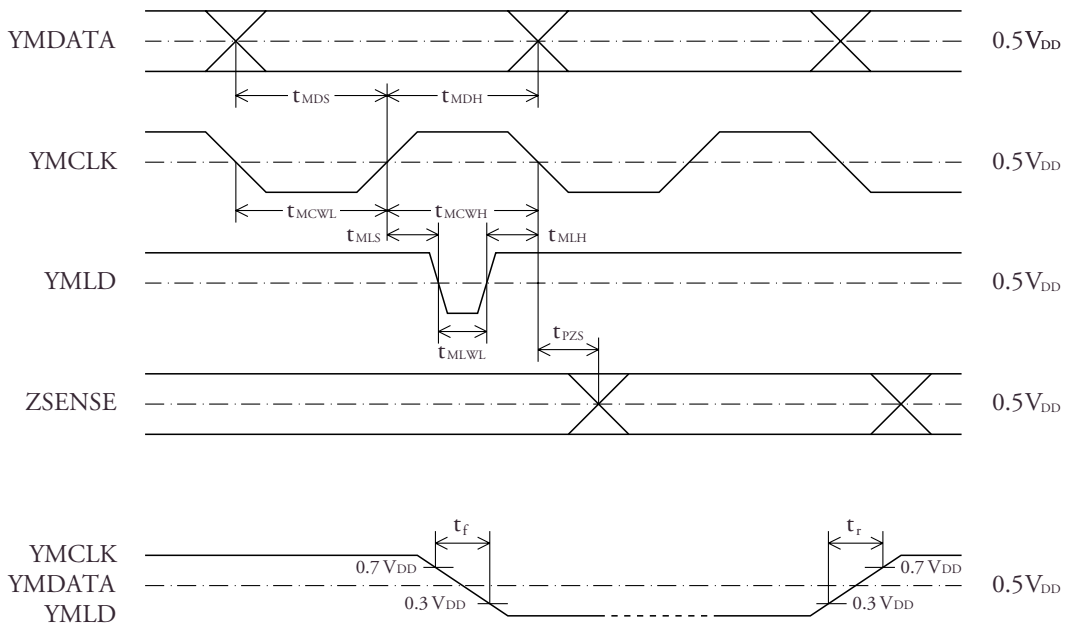 YMDATA 0.5VDD
tMDS tMDH
YMCLK 0.5VDD
tMCWL tMCWH
tMLS tMLH
YMLD 0.5VDD
tPZS
tMLWL
ZSENSE 0.5VDD
tf tr
YMCLK
0.7 VDD 0.7 VDD
YMDATA 0.5VDD
0.3 VDD 0.3 VDD
YMLD